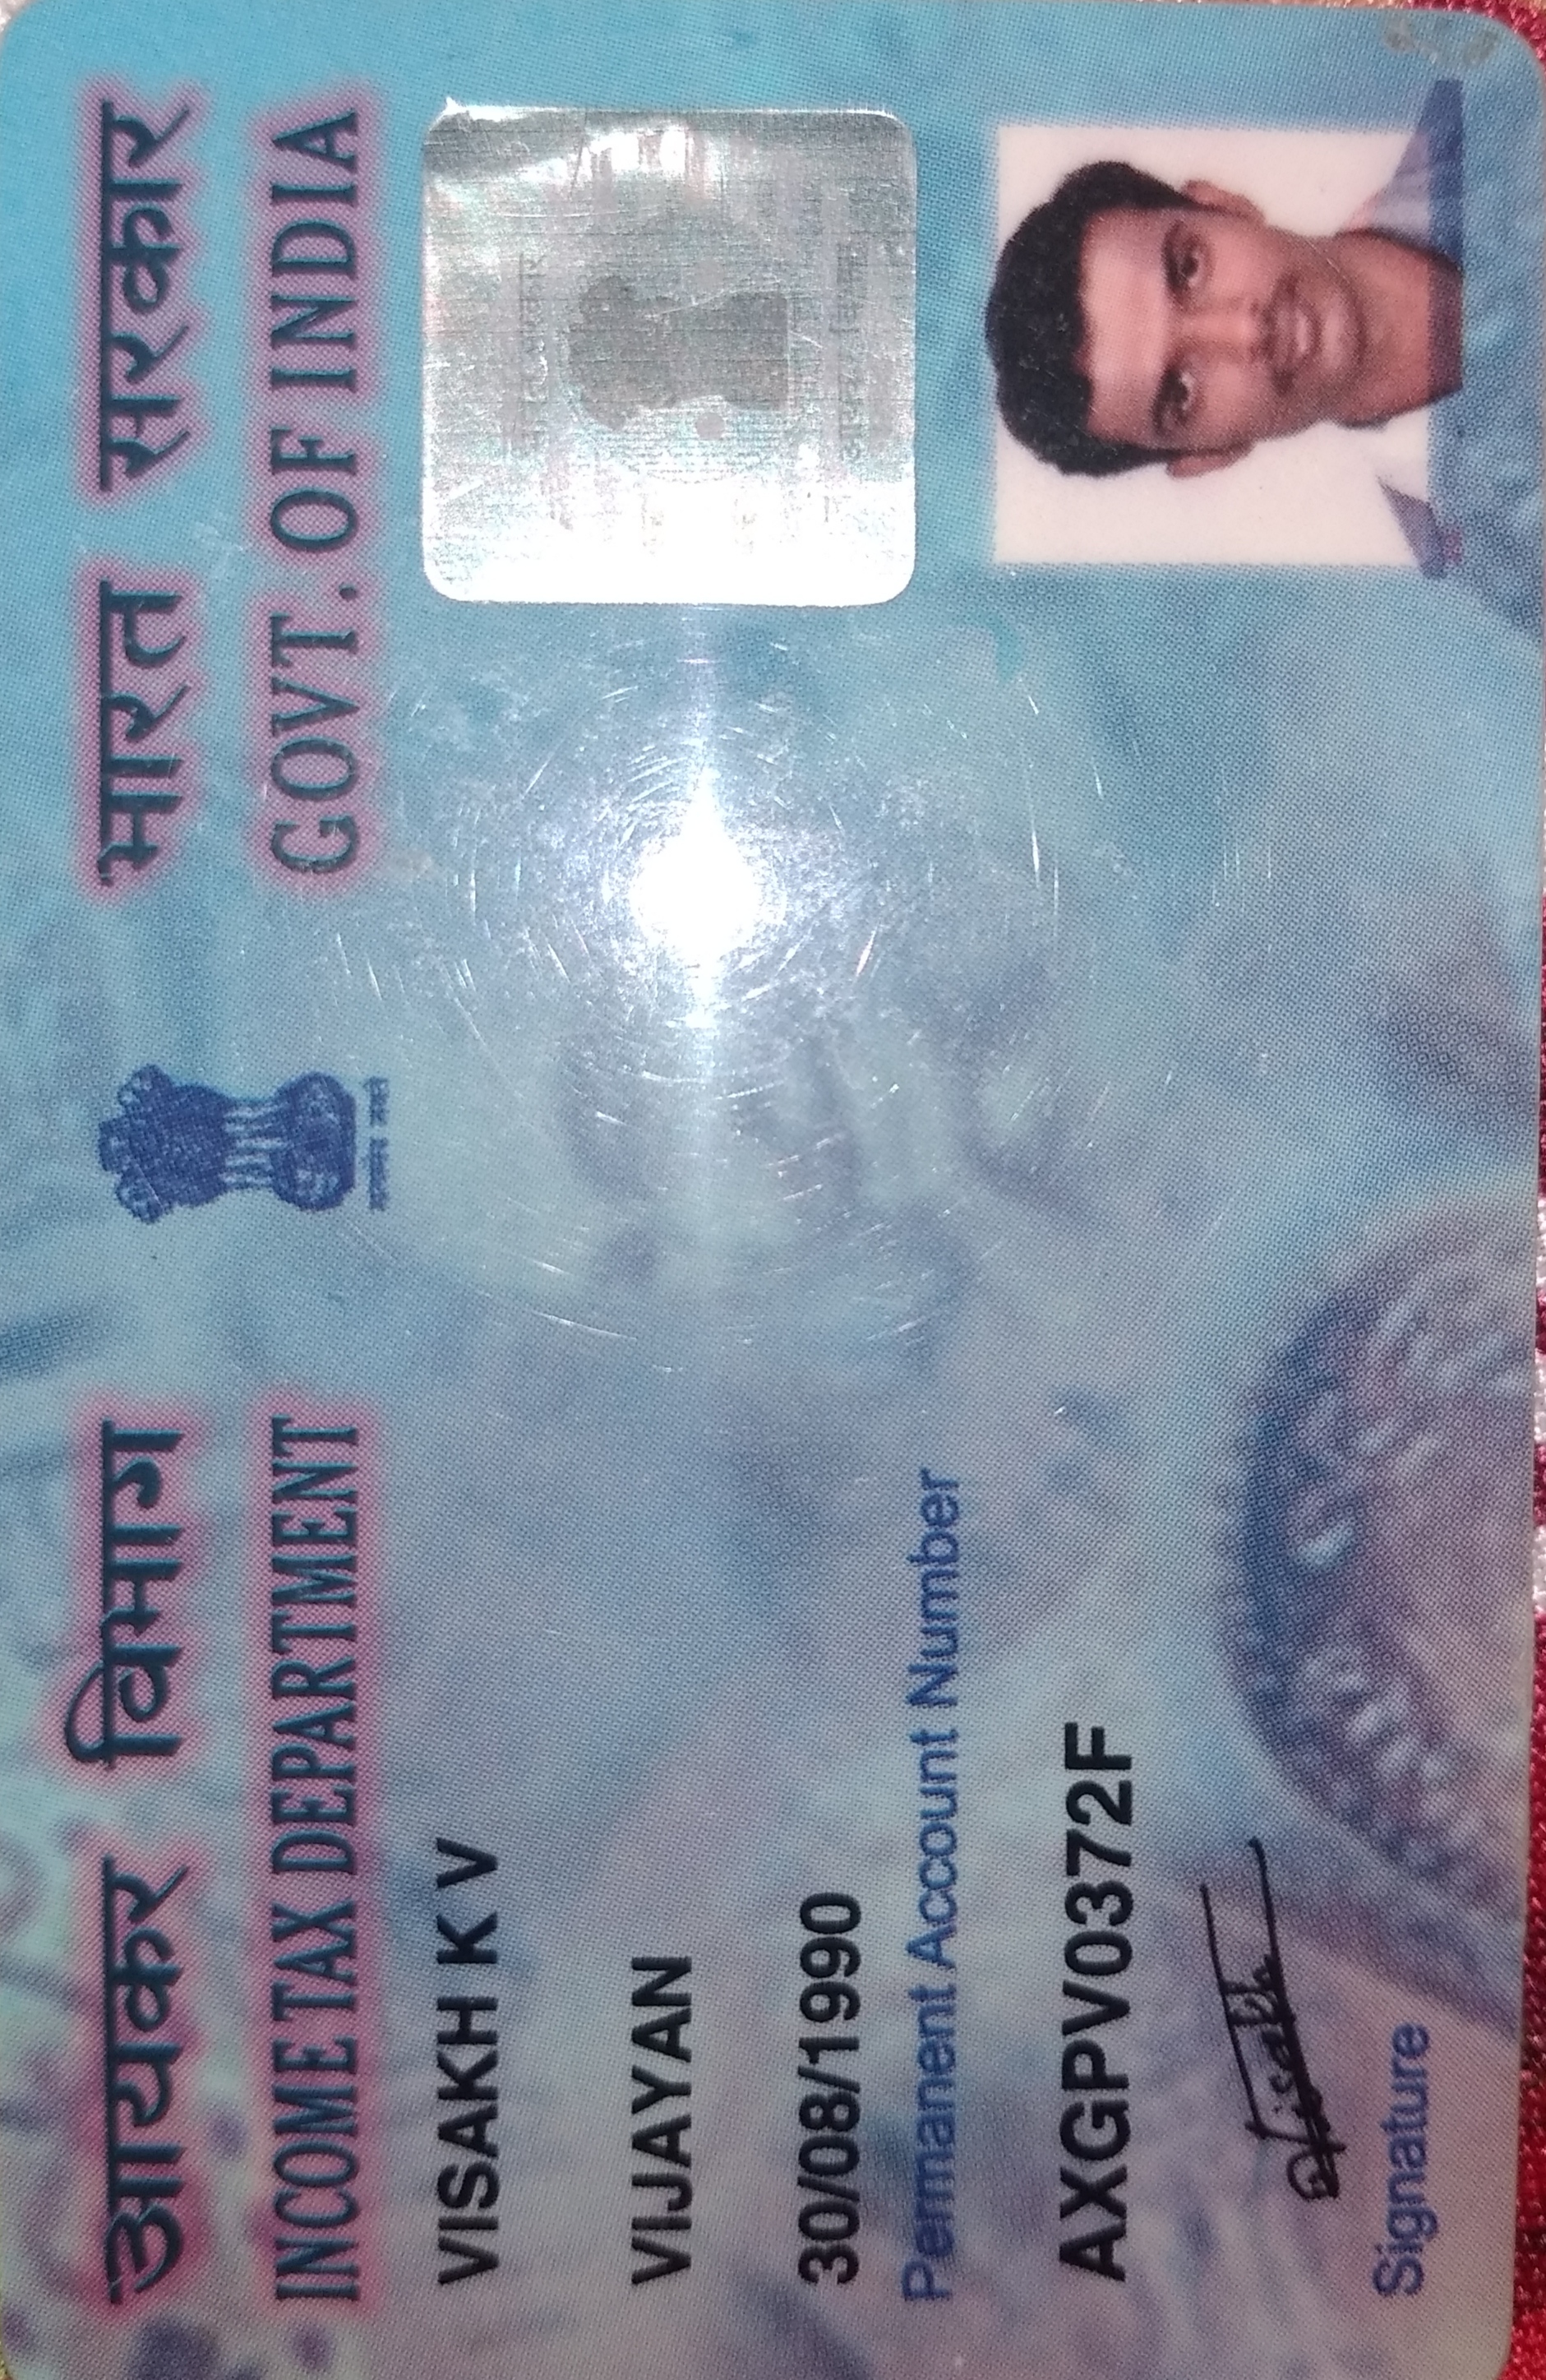 आयकर विभाग
INCOME TAX DEPARTMENT
भारत सरकार
GOVT. OF INDIA
VISAKH K V
VIJAYAN
30/08/1990
Permanent Account Number
AXGPV0372F
Visakh
Signature